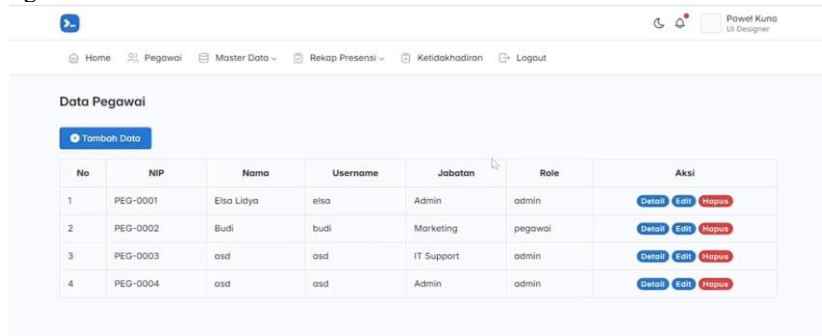 Paweł Kuna
UI Designer
Home Pegawai Master Data Rekap Presensi Ketidakhadiran Logout
Data Pegawai
Tambah Data
No NIP Nama Username Jabatan Role Aksi
1 PEG-0001 Elsa Lidya elsa Admin admin Detail Edit Hapus
2 PEG-0002 Budi budi Marketing pegawai Detail Edit Hapus
3 PEG-0003 asd asd IT Support admin Detail Edit Hapus
4 PEG-0004 asd asd Admin admin Detail Edit Hapus